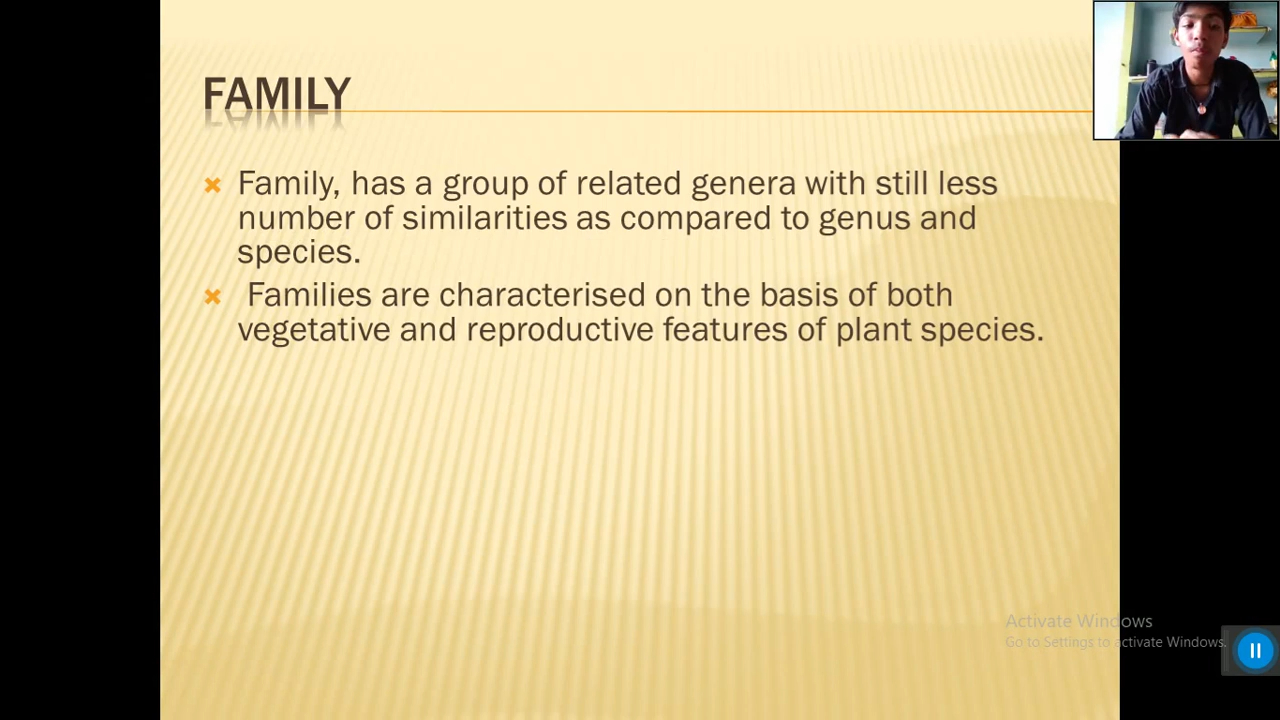 FAMILY
Family, has a group of related genera with still less
number of similarities as compared to genus and
species.
Families are characterised on the basis of both
vegetative and reproductive features of plant species.
Activate Windows
Go to Settings to activate Windows.